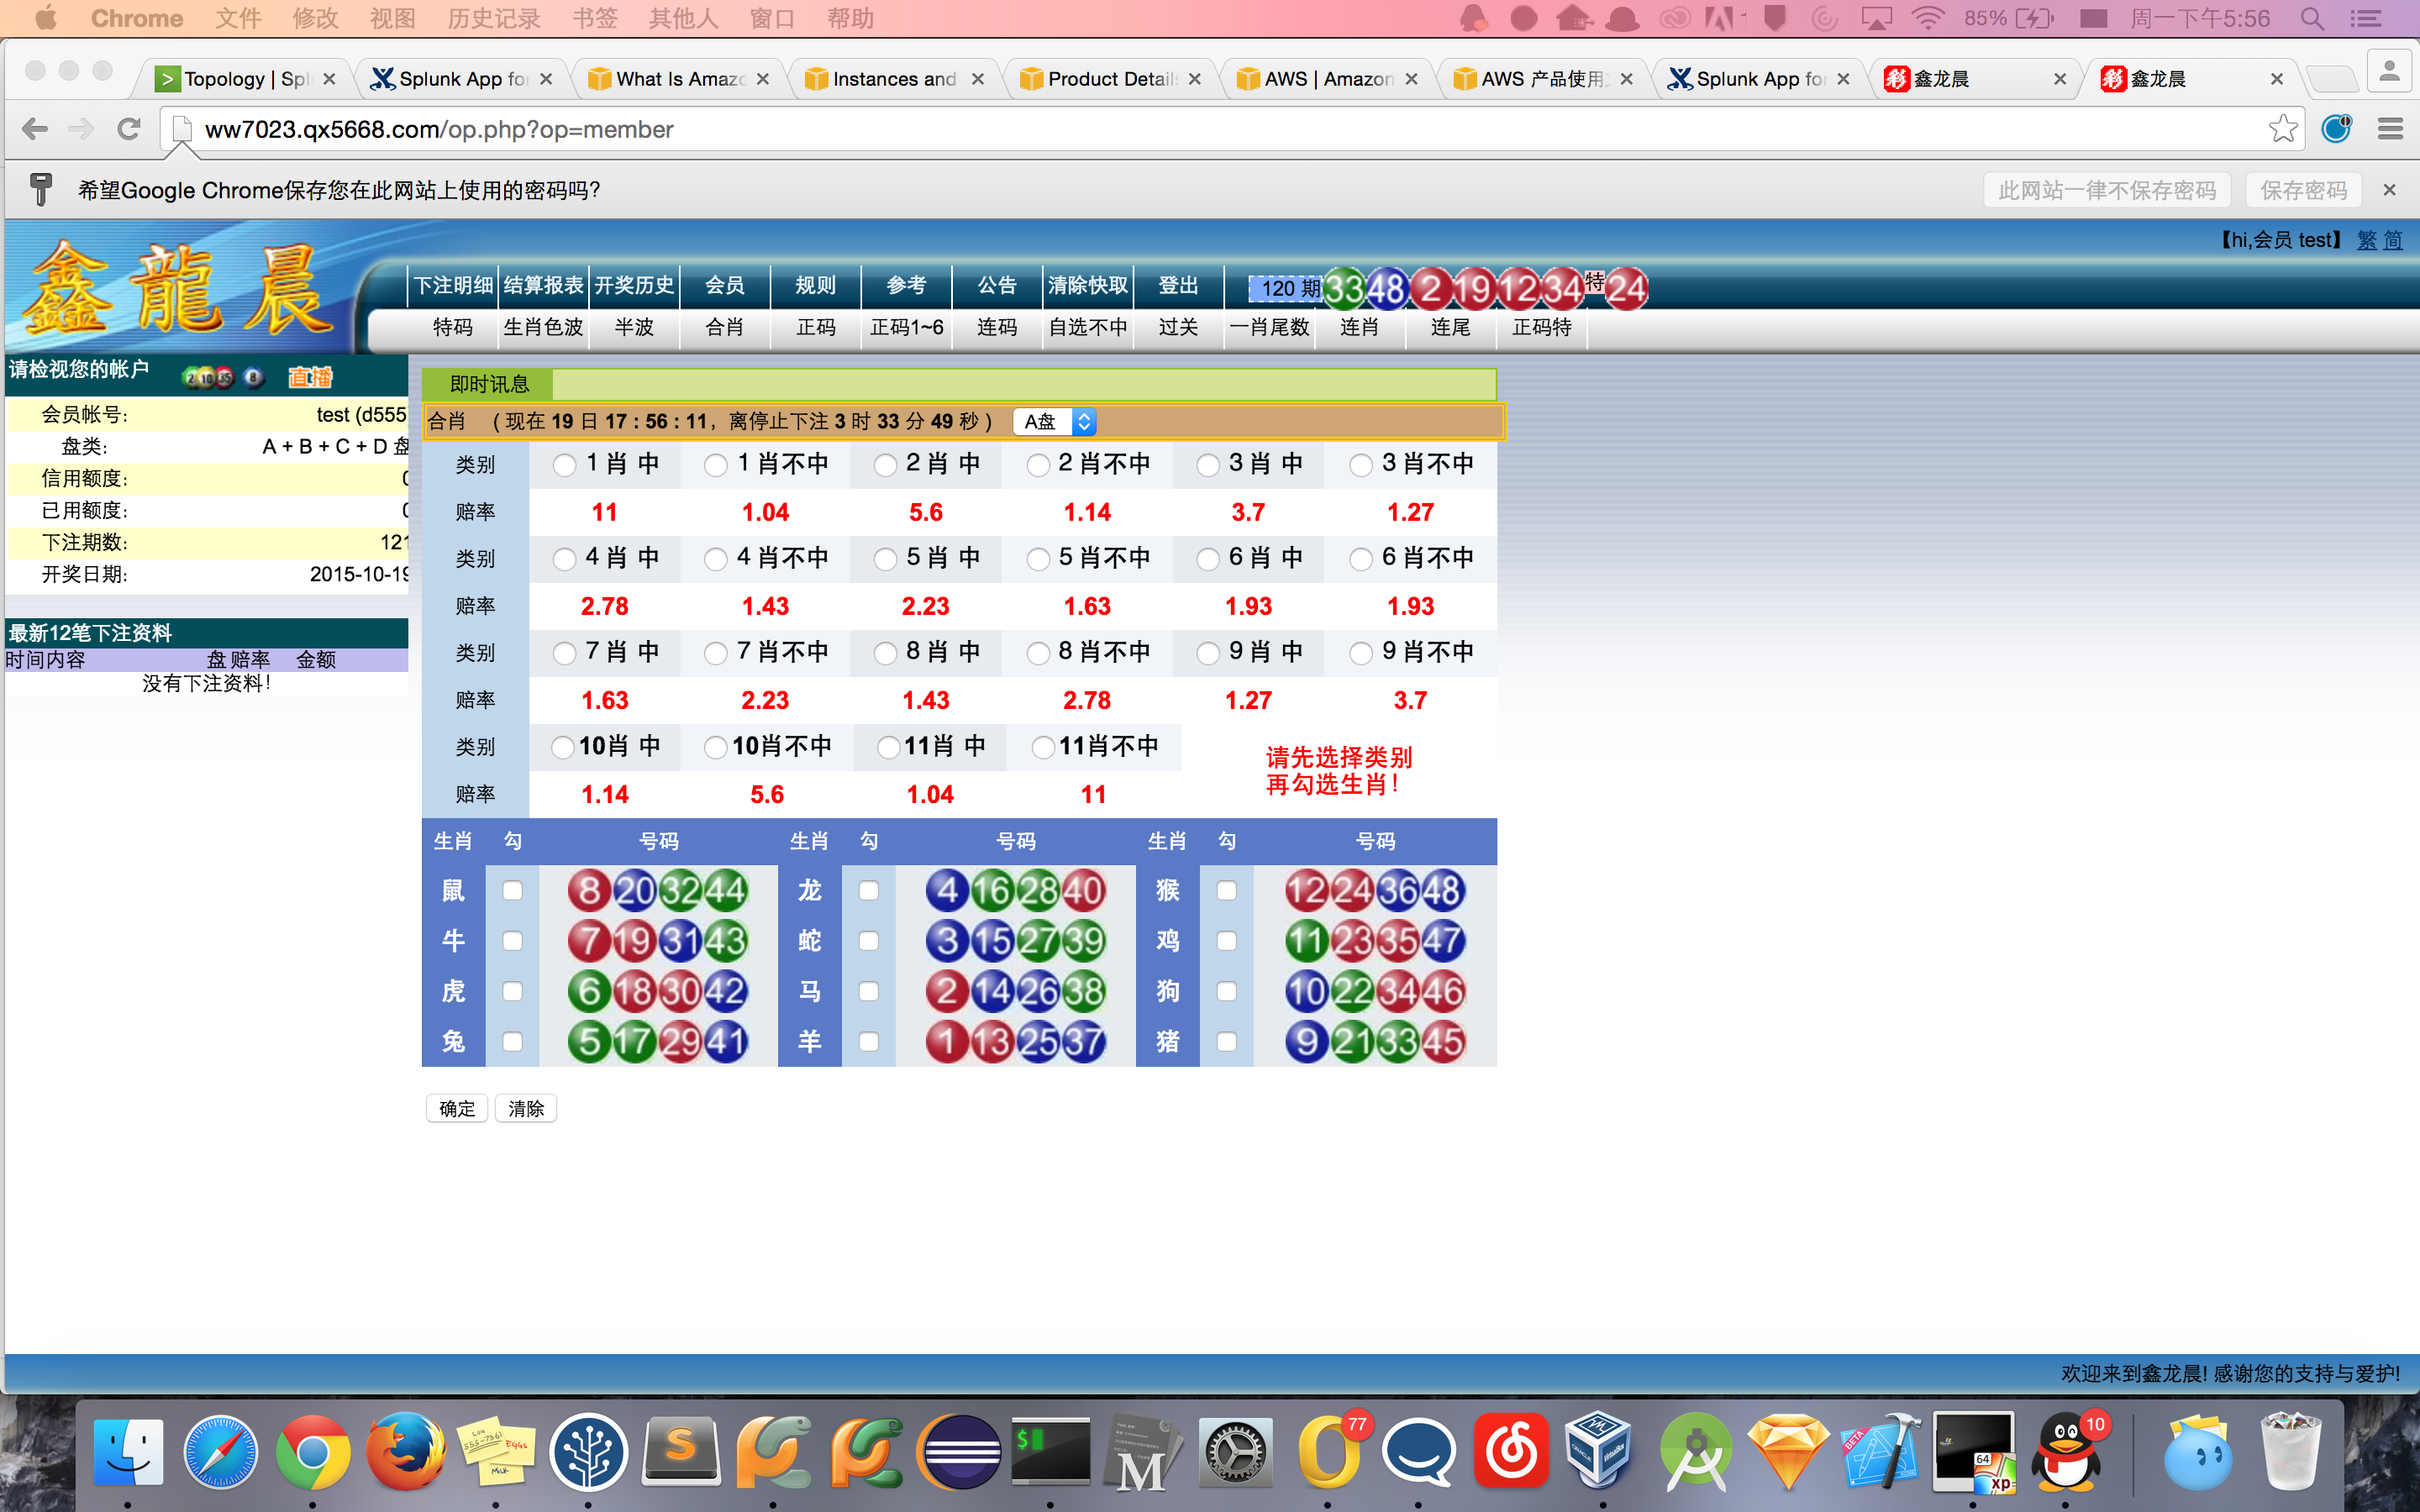 Chrome 文件 修改 视图 历史记录 书签 其他人 窗口 帮助 85% 周一下午5:56
Topology | Spl Splunk App for What Is Amazo Instances and Product Details AWS | Amazon AWS 产品使用 Splunk App for 鑫龙晨 鑫龙晨
ww7023.qx5668.com/op.php?op=member
希望Google Chrome保存您在此网站上使用的密码吗? 此网站一律不保存密码 保存密码
【hi,会员 test】 繁 简
鑫龍晨
下注明细 结算报表 开奖历史 会员 规则 参考 公告 清除快取 登出 120 期 33 48 2 19 12 34 特 24
特码 生肖色波 半波 合肖 正码 正码1~6 连码 自选不中 过关 一肖尾数 连肖 连尾 正码特
请检视您的帐户 2 10 35 8 直播
会员帐号: test (d555
盘类: A + B + C + D 盘
信用额度: 0
已用额度: 0
下注期数: 121
开奖日期: 2015-10-19
最新12笔下注资料
时间内容 盘 赔率 金额
没有下注资料!
即时讯息
合肖 ( 现在 19 日 17 : 56 : 11，离停止下注 3 时 33 分 49 秒 ) A盘
类别 1 肖 中 1 肖不中 2 肖 中 2 肖不中 3 肖 中 3 肖不中
赔率 11 1.04 5.6 1.14 3.7 1.27
类别 4 肖 中 4 肖不中 5 肖 中 5 肖不中 6 肖 中 6 肖不中
赔率 2.78 1.43 2.23 1.63 1.93 1.93
类别 7 肖 中 7 肖不中 8 肖 中 8 肖不中 9 肖 中 9 肖不中
赔率 1.63 2.23 1.43 2.78 1.27 3.7
类别 10肖 中 10肖不中 11肖 中 11肖不中
赔率 1.14 5.6 1.04 11
请先选择类别
再勾选生肖！
生肖 勾 号码 生肖 勾 号码 生肖 勾 号码
鼠 8 20 32 44 龙 4 16 28 40 猴 12 24 36 48
牛 7 19 31 43 蛇 3 15 27 39 鸡 11 23 35 47
虎 6 18 30 42 马 2 14 26 38 狗 10 22 34 46
兔 5 17 29 41 羊 1 13 25 37 猪 9 21 33 45
确定 清除
欢迎来到鑫龙晨! 感谢您的支持与爱护!
EGGS MILK S $ M 77 BETA 64 xp 10